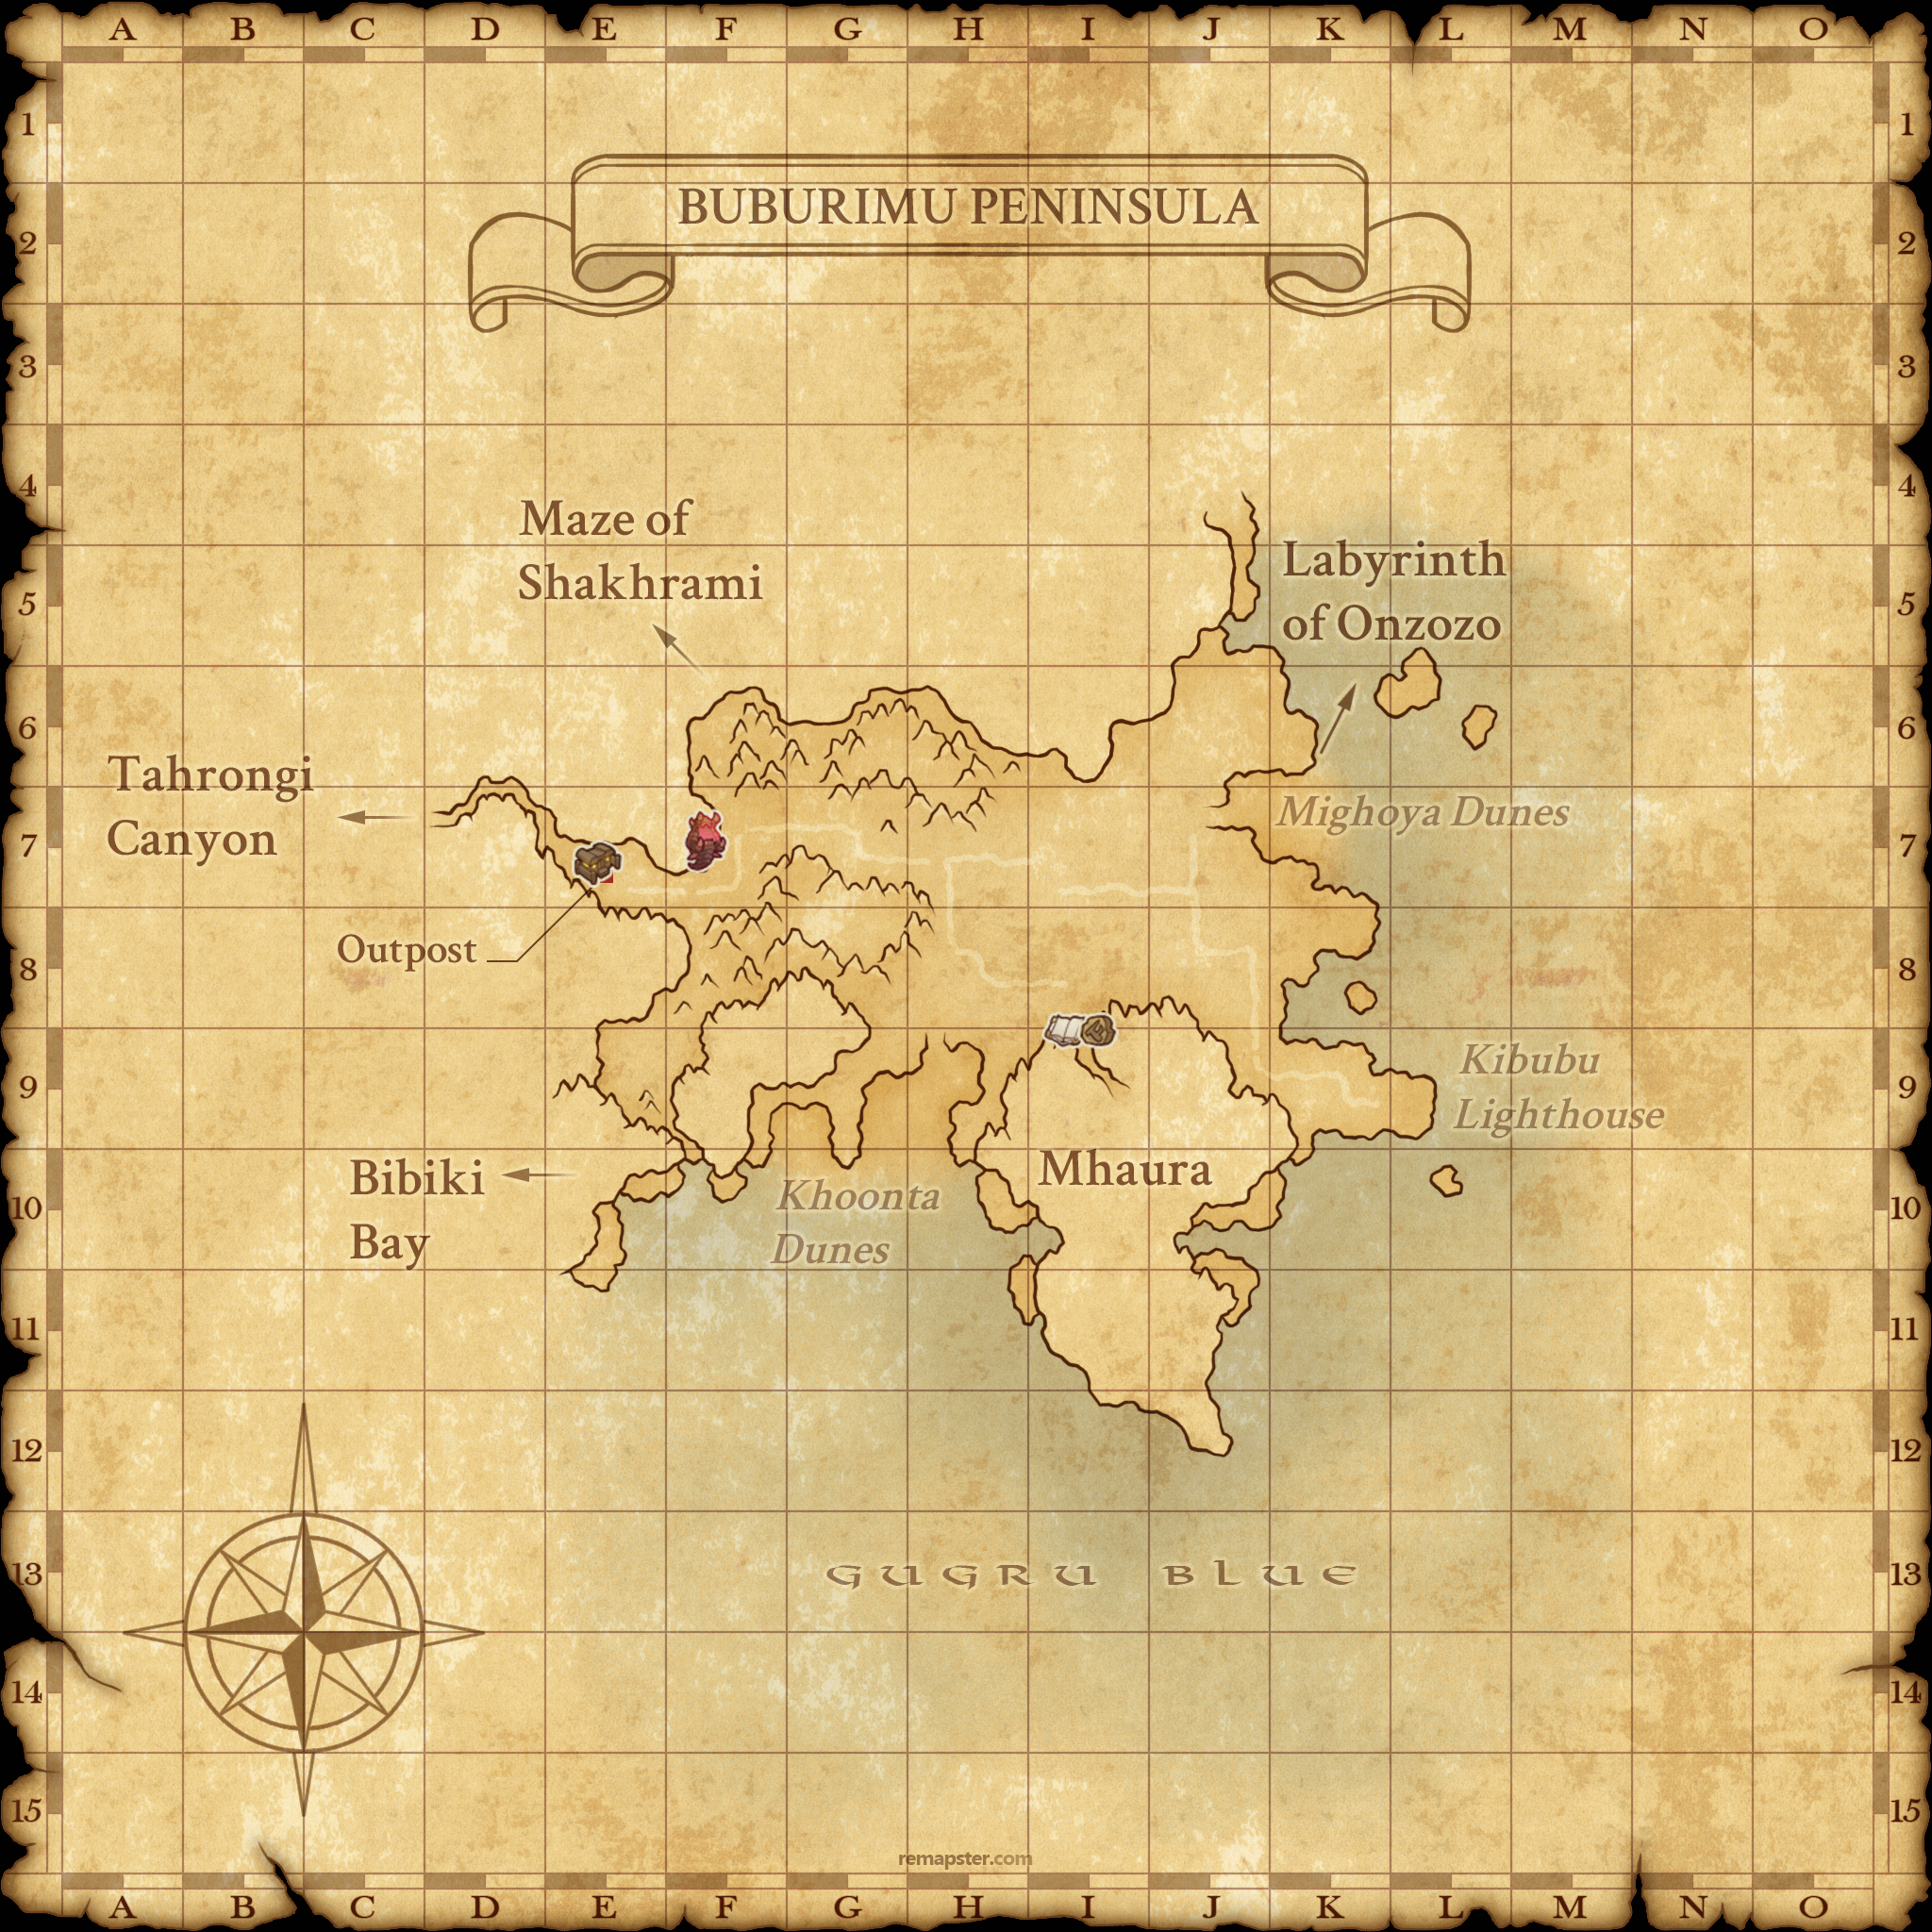 A B C D E F G H I J K L M N O
1 1
BUBURIMU PENINSULA
2 2
3 3
4 4
Maze of
Shakhrami
Labyrinth
of Onzozo
5 5
6 6
Tahrongi
Canyon
Mighoya Dunes
7 7
Outpost
8 8
Kibubu
Lighthouse
9 9
Mhaura
Bibiki
Bay
Khoonta
Dunes
10 10
11 11
12 12
GUGRU BLUE
13 13
14 14
15 15
remapster.com
A B C D E F G H I J K L M N O